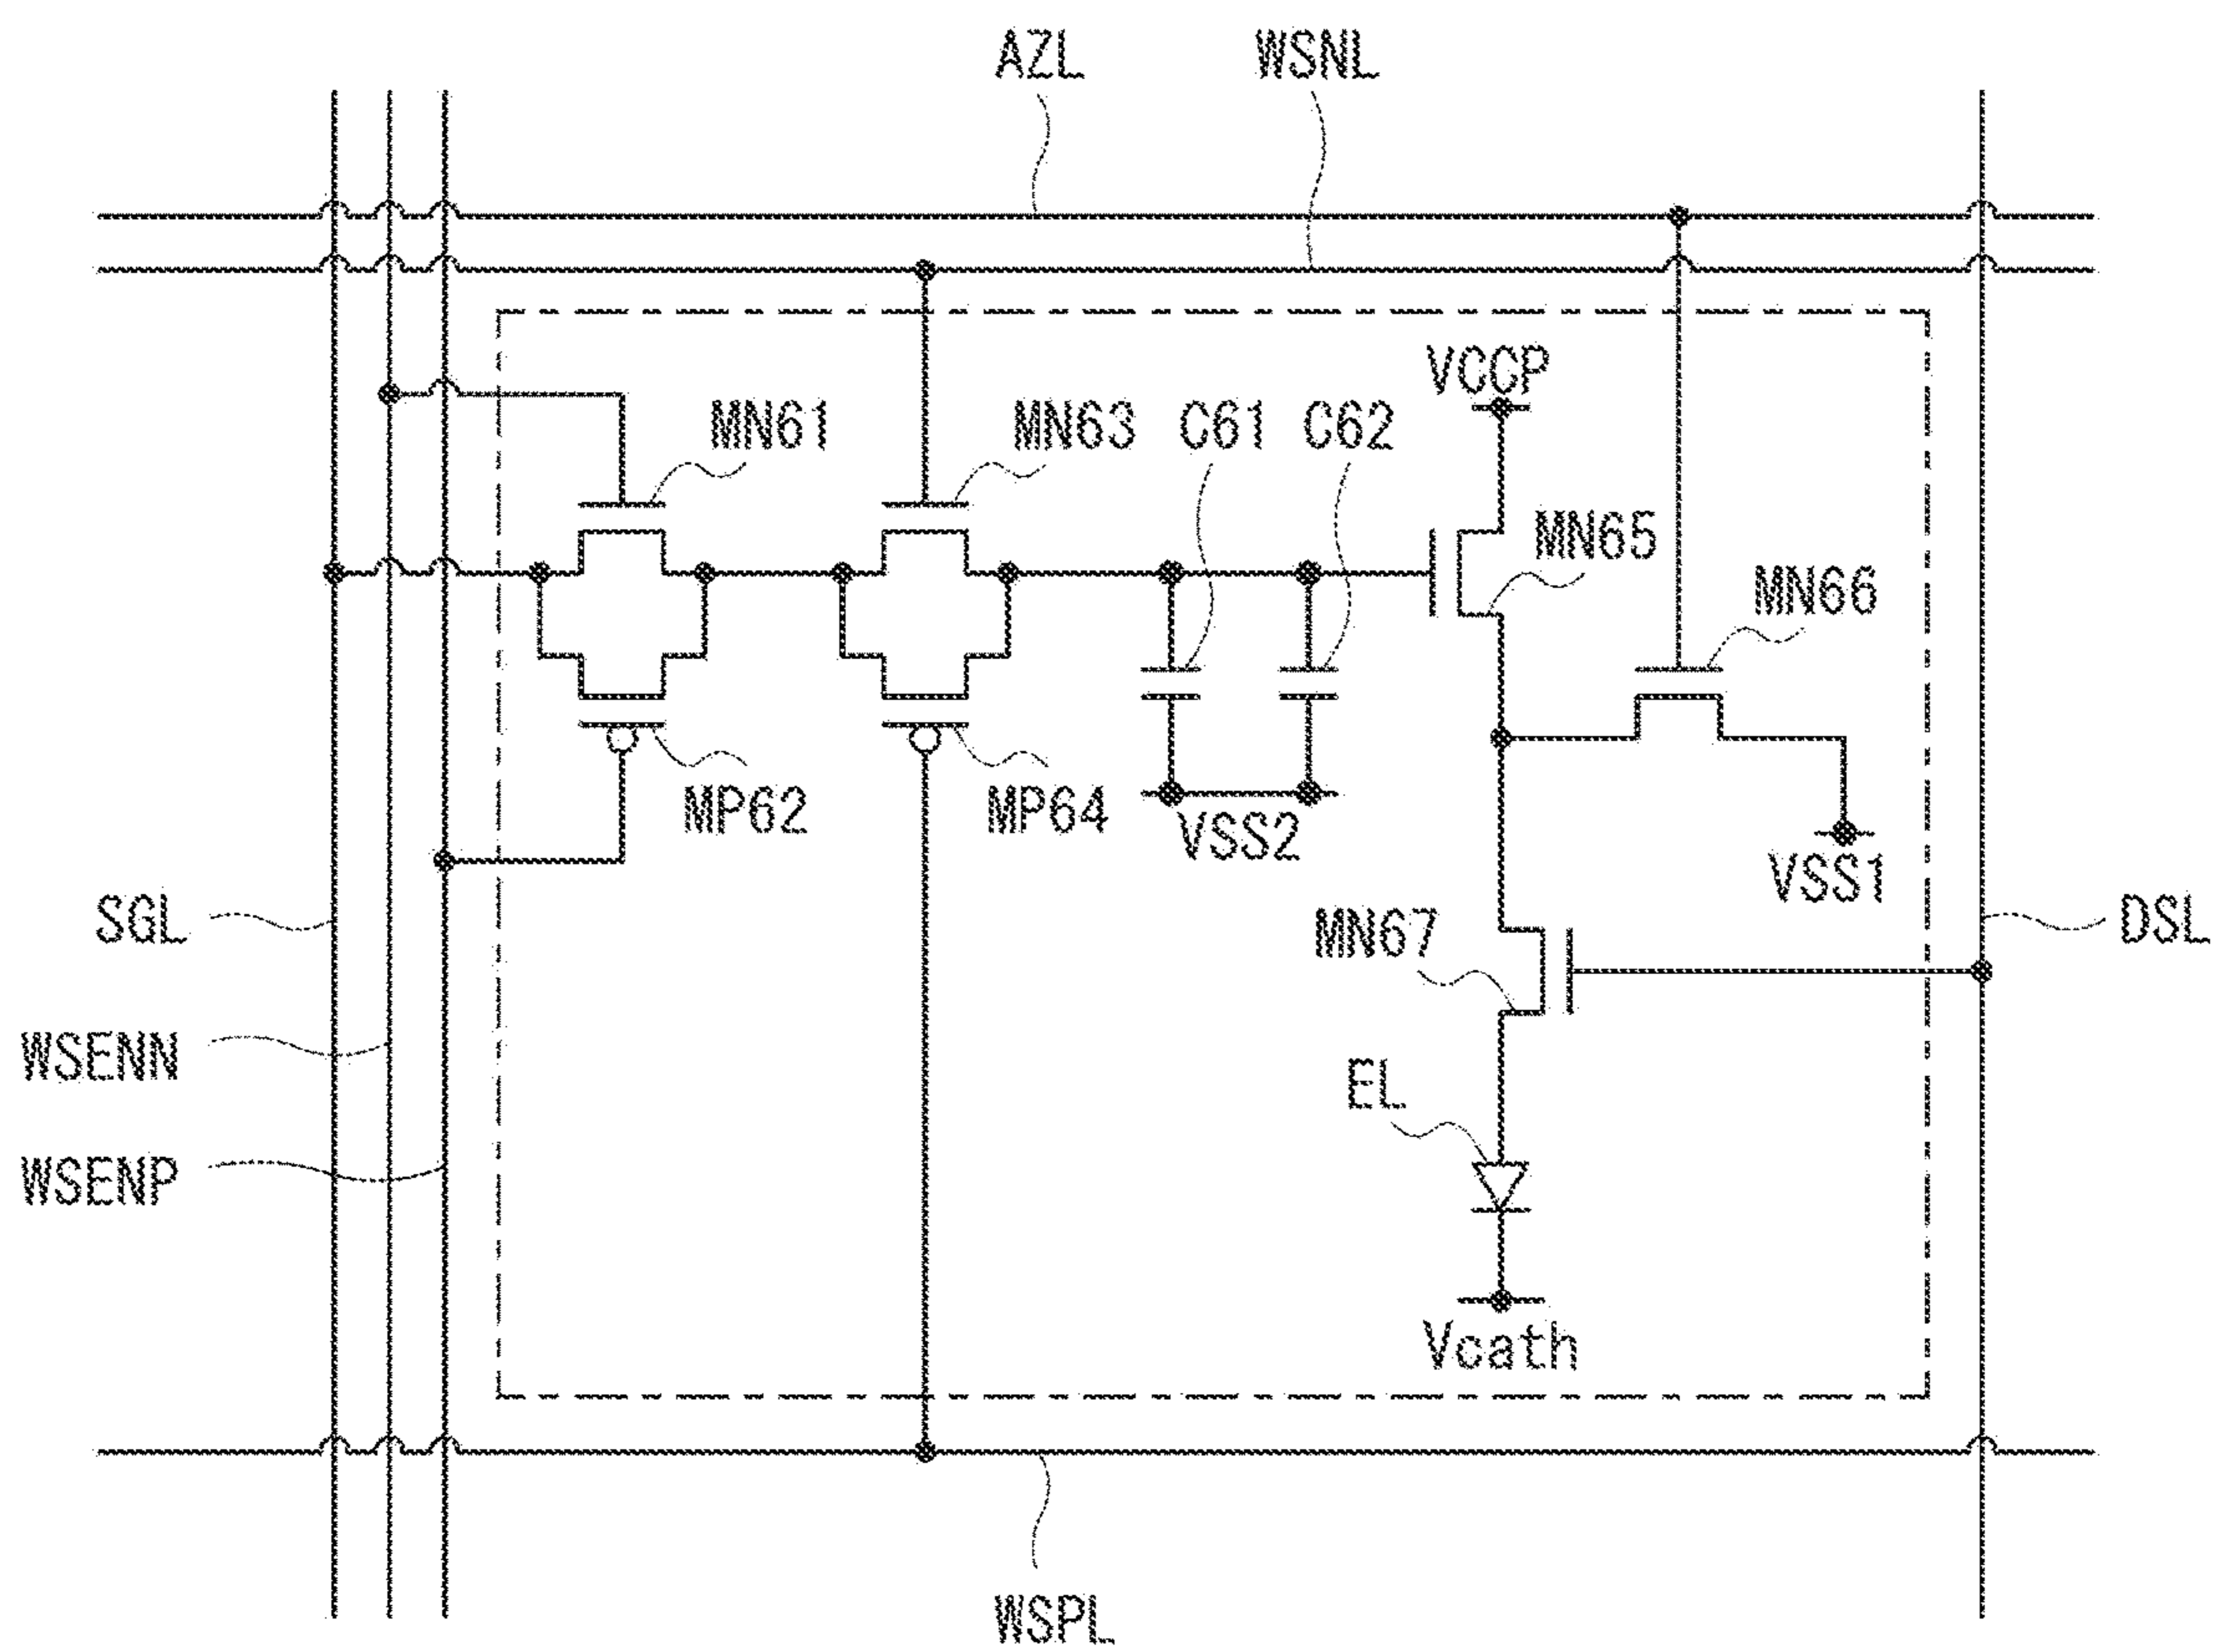 AZL WSNL
VCCP
MN61 MN63 C61 C62
MN65
MN66
MP62 MP64 VSS2
VSS1
SGL MN67 DSL
WSENN
EL
WSENP
Vcath
WSPL